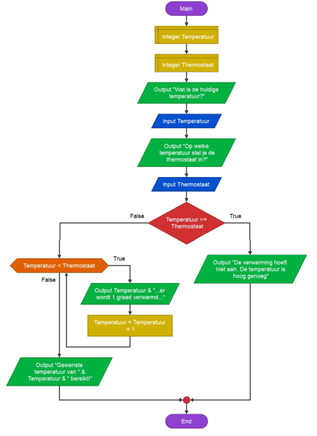 Main
Integer Temperatuur
Integer Thermostaat
Output "Wat is de huidige
temperatuur?"
Input Temperatuur
Output "Op welke
temperatuur stel je de
thermostaat in?"
Input Thermostaat
Temperatuur >=
Thermostaat
False
True
Temperatuur < Thermostaat
True
False
Output "De verwarming hoeft
niet aan. De temperatuur is
hoog genoeg"
Output Temperatuur & "...er
wordt 1 graad verwarmd..."
Temperatuur = Temperatuur
+ 1
Output "Gewenste
temperatuur van " &
Temperatuur & " bereikt!"
End